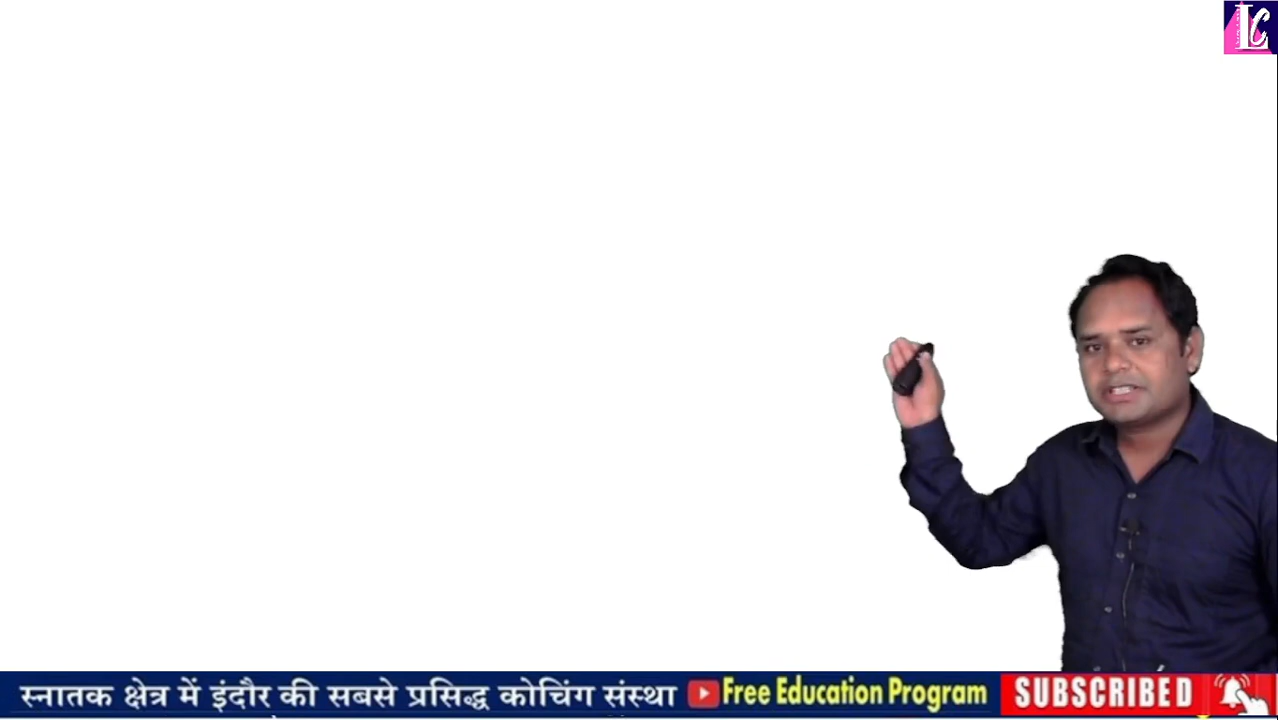 LC
स्नातक क्षेत्र में इंदौर की सबसे प्रसिद्ध कोचिंग संस्था Free Education Program SUBSCRIBED